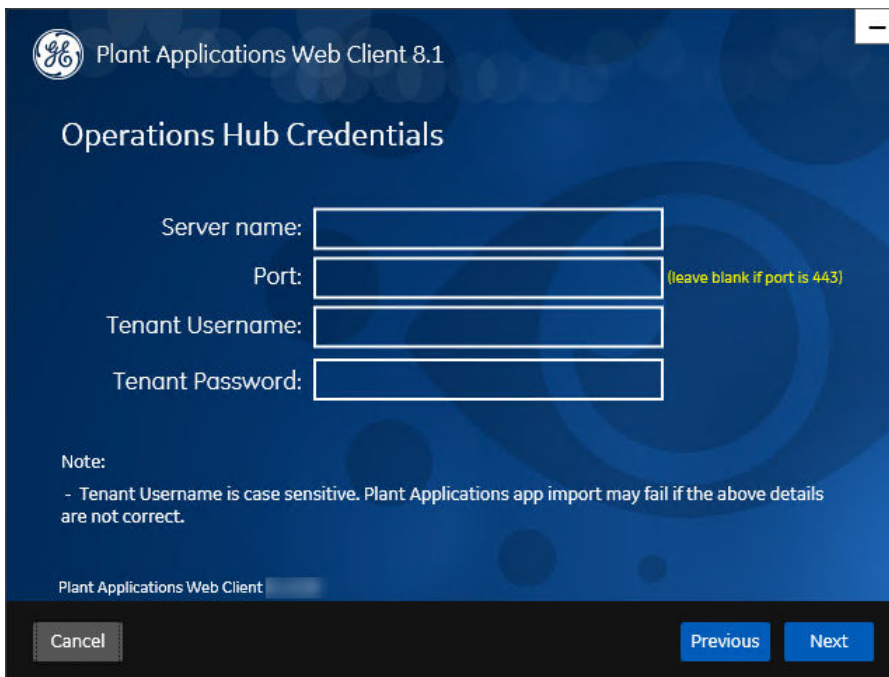 Plant Applications Web Client 8.1
Operations Hub Credentials
Server name:
Port:
(leave blank if port is 443)
Tenant Username:
Tenant Password:
Note:
- Tenant Username is case sensitive. Plant Applications app import may fail if the above details
are not correct.
Plant Applications Web Client
Cancel
Previous
Next